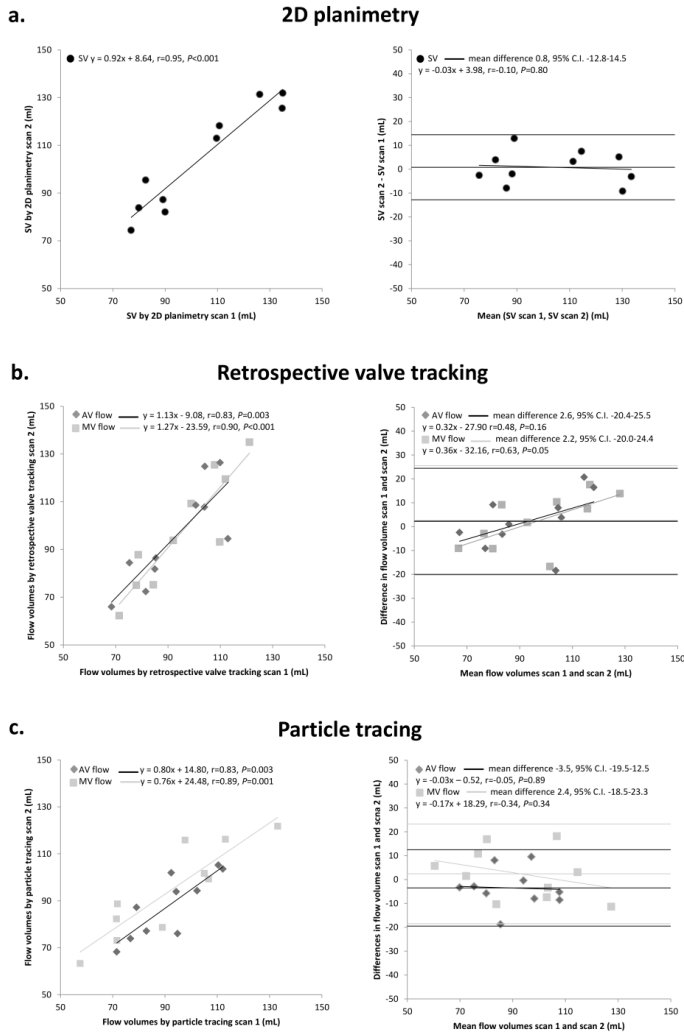 a.
2D planimetry
SV y = 0.92x + 8.64, r=0.95, P<0.001
SV by 2D planimetry scan 2 (ml)
150
130
110
90
70
50
50
70
90
110
130
150
SV by 2D planimetry scan 1 (mL)
SV mean difference 0.8, 95% C.I. -12.8-14.5
y = -0.03x + 3.98, r=-0.10, P=0.80
SV scan 2 - SV scan 1 (mL)
50
40
30
20
10
0
-10
-20
-30
-40
-50
50
70
90
110
130
150
Mean (SV scan 1, SV scan 2) (mL)
b.
Retrospective valve tracking
AV flow y = 1.13x - 9.08, r=0.83, P=0.003
MV flow y = 1.27x - 23.59, r=0.90, P<0.001
Flow volumes by retrospective valve tracking scan 2 (mL)
150
130
110
90
70
50
50
70
90
110
130
150
Flow volumes by retrospective valve tracking scan 1 (mL)
AV flow mean difference 2.6, 95% C.I. -20.4-25.5
y = 0.32x - 27.90 r=0.48, P=0.16
MV flow mean difference 2.2, 95% C.I. -20.0-24.4
y = 0.36x - 32.16, r=0.63, P=0.05
Difference in flow volume scan 1 and scan 2 (mL)
50
40
30
20
10
0
-10
-20
-30
-40
-50
50
70
90
110
130
150
Mean flow volumes scan 1 and scan 2 (mL)
c.
Particle tracing
AV flow y = 0.80x + 14.80, r=0.83, P=0.003
MV flow y = 0.76x + 24.48, r=0.89, P=0.001
Flow volumes by particle tracing scan 2 (mL)
150
130
110
90
70
50
50
70
90
110
130
150
Flow volumes by particle tracing scan 1 (mL)
AV flow mean difference -3.5, 95% C.I. -19.5-12.5
y = -0.03x – 0.52, r=-0.05, P=0.89
MV flow mean difference 2.4, 95% C.I. -18.5-23.3
y = -0.17x + 18.29, r=-0.34, P=0.34
Differences in flow volume scan 1 and scna 2 (mL)
50
40
30
20
10
0
-10
-20
-30
-40
-50
50
70
90
110
130
150
Mean flow volumes scan 1 and scan 2 (mL)